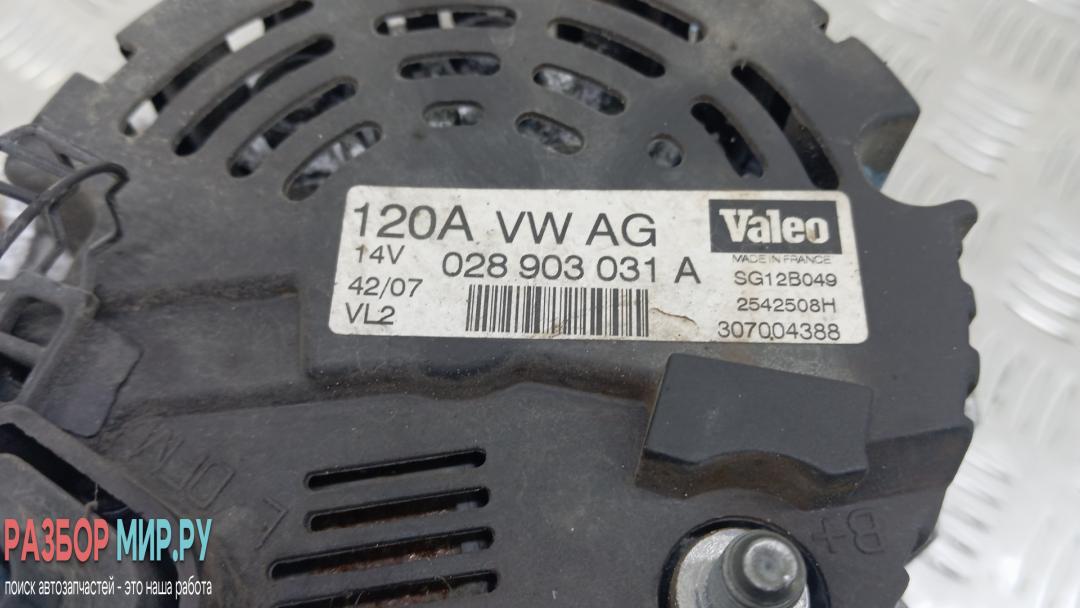 120A VW AG
Valeo
MADE IN FRANCE
14V
028 903 031 A
SG12B049
42/07
2542508H
VL2
307004388
B+
L DFM
РАЗБОР МИР.РУ
поиск автозапчастей - это наша работа